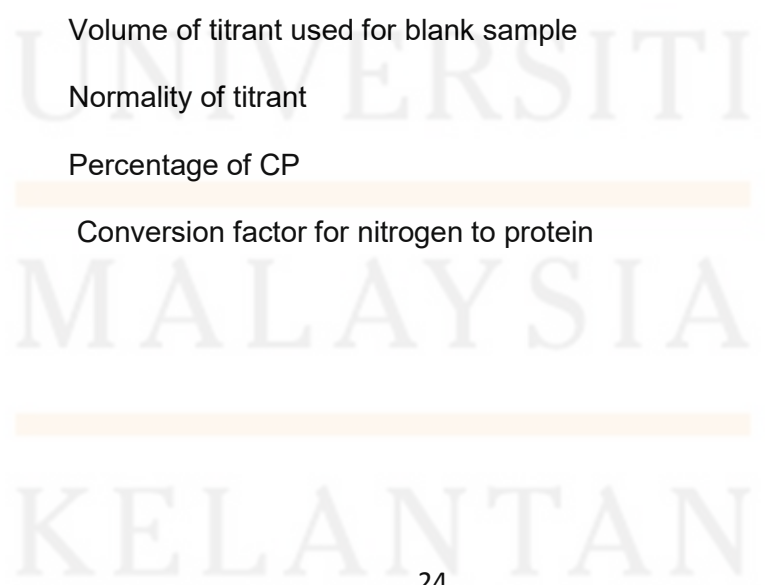 UNIVERSITI
Volume of titrant used for blank sample
Normality of titrant
Percentage of CP
Conversion factor for nitrogen to protein
MALAYSIA
KELANTAN
24